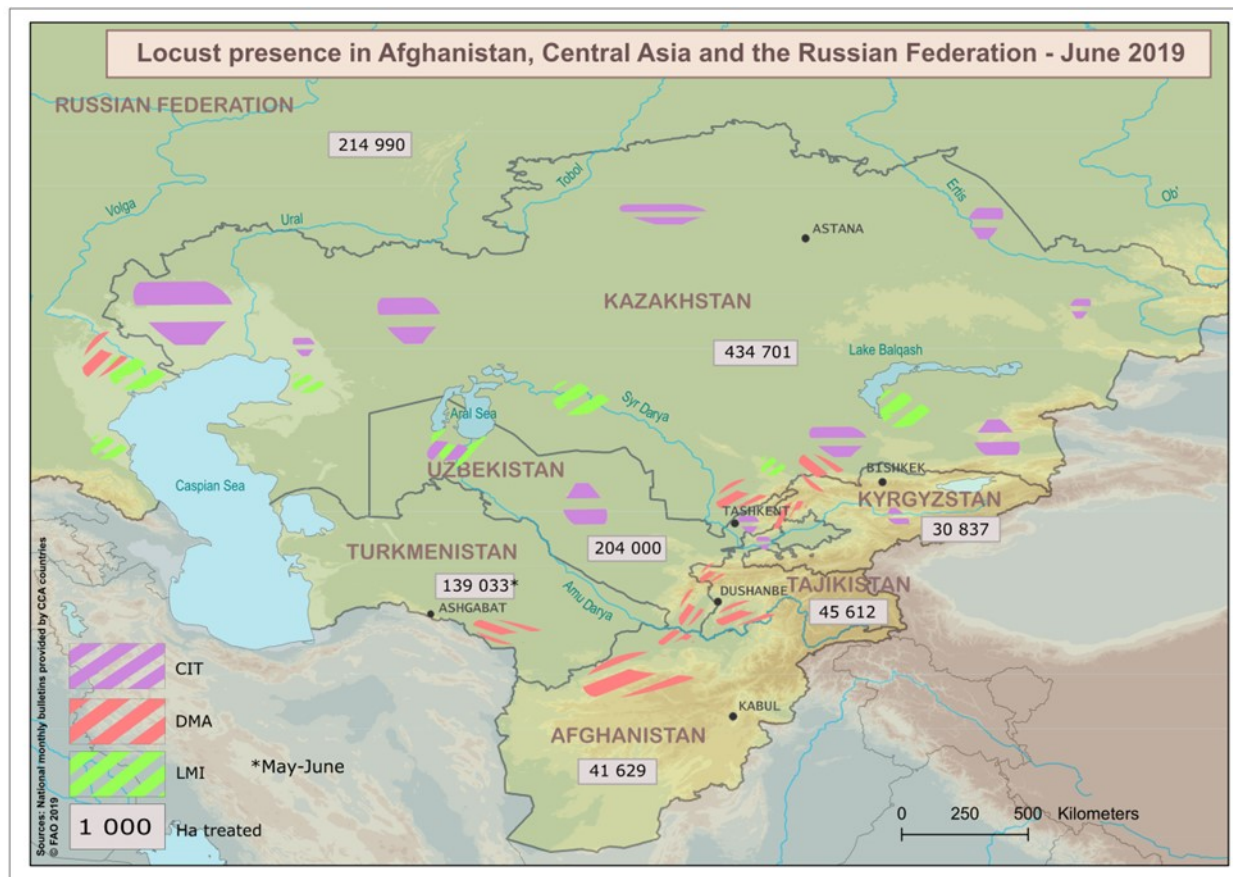 Locust presence in Afghanistan, Central Asia and the Russian Federation - June 2019
RUSSIAN FEDERATION
214 990
Volga
Ural
Tobol
Ertis
Ob'
ASTANA
KAZAKHSTAN
434 701
Lake Balqash
Syr Darya
Aral Sea
UZBEKISTAN
BISHKEK
Caspian Sea
KYRGYZSTAN
TASHKENT
30 837
204 000
TURKMENISTAN
139 033*
TAJIKISTAN
DUSHANBE
Amu Darya
ASHGABAT
45 612
KABUL
AFGHANISTAN
41 629
CIT
DMA
LMI
*May-June
1 000 Ha treated
0 250 500 Kilometers
Sources: National monthly bulletins provided by CCA countries
© FAO 2019